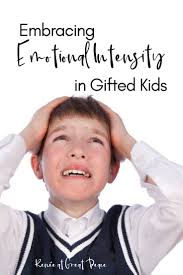 Embracing
Emotional Intensity
in Gifted Kids
Renée at Great Peace